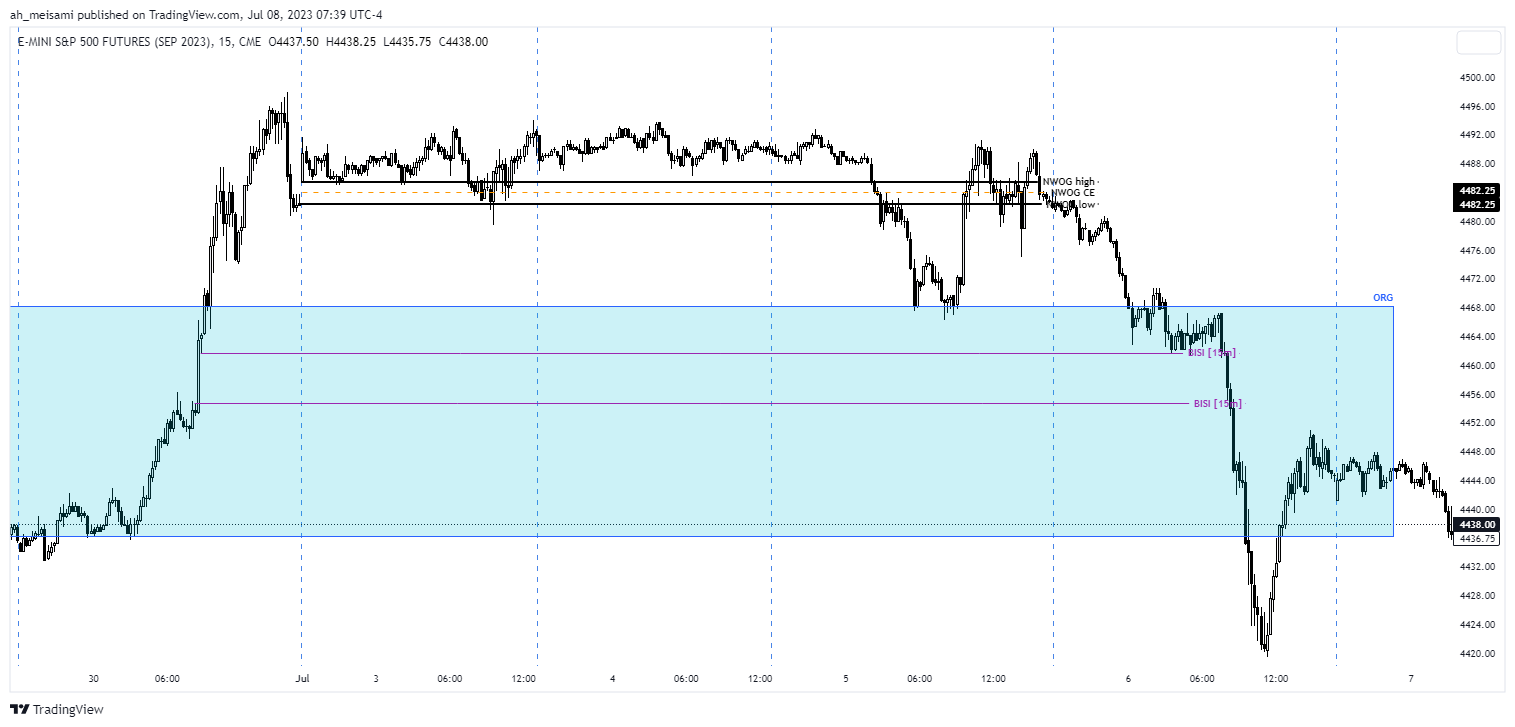 ah_meisami published on TradingView.com, Jul 08, 2023 07:39 UTC-4
E-MINI S&P 500 FUTURES (SEP 2023), 15, CME O4437.50 H4438.25 L4435.75 C4438.00
4500.00
4496.00
4492.00
4488.00
NWOG high
4482.25
NWOG CE
4482.25
low
4480.00
4476.00
4472.00
ORG
4468.00
4464.00
BISI [15m]
4460.00
4456.00
BISI [15m]
4452.00
4448.00
4444.00
4440.00
4438.00
4436.75
4432.00
4428.00
4424.00
4420.00
30 06:00 Jul 3 06:00 12:00 4 06:00 12:00 5 06:00 12:00 6 06:00 12:00 7
TradingView